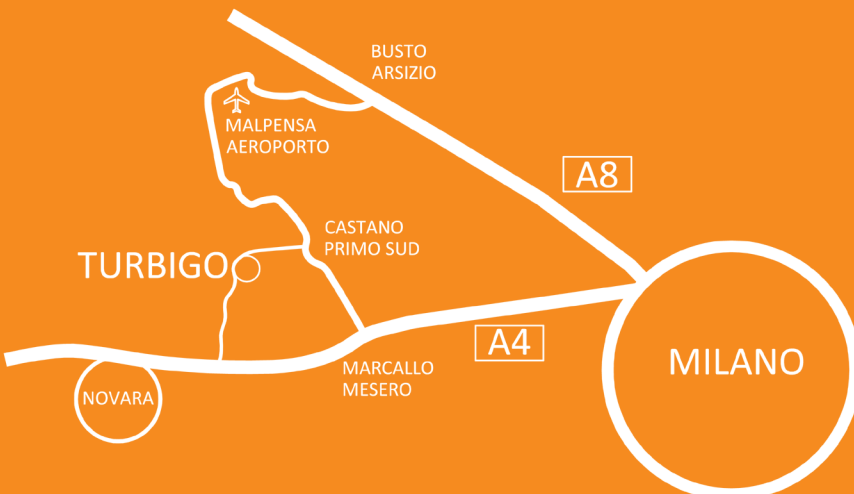 BUSTO
ARSIZIO
MALPENSA
AEROPORTO
A8
CASTANO
PRIMO SUD
TURBIGO
A4
MILANO
MARCALLO
MESERO
NOVARA